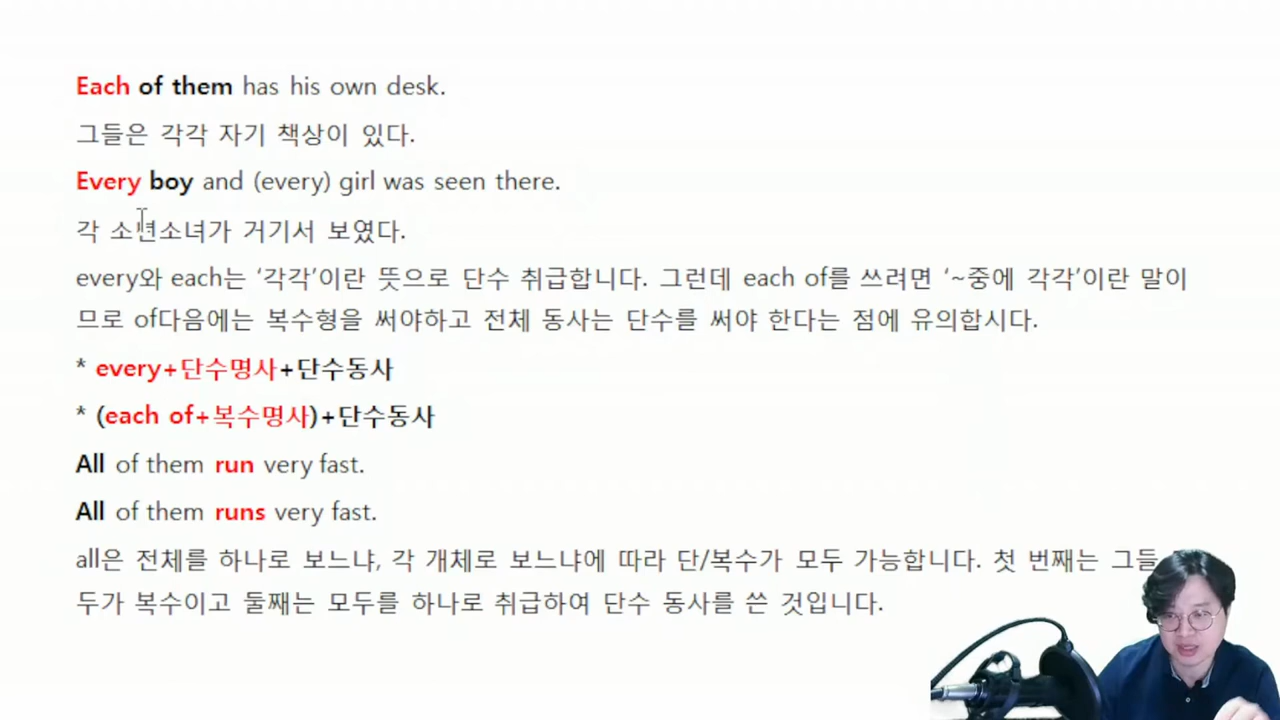 Each of them has his own desk.
그들은 각각 자기 책상이 있다.
Every boy and (every) girl was seen there.
각 소년소녀가 거기서 보였다.
every와 each는 ‘각각’이란 뜻으로 단수 취급합니다. 그런데 each of를 쓰려면 ‘~중에 각각’이란 말이
므로 of다음에는 복수형을 써야하고 전체 동사는 단수를 써야 한다는 점에 유의합시다.
* every+단수명사+단수동사
* (each of+복수명사)+단수동사
All of them run very fast.
All of them runs very fast.
all은 전체를 하나로 보느냐, 각 개체로 보느냐에 따라 단/복수가 모두 가능합니다. 첫 번째는 그들
두가 복수이고 둘째는 모두를 하나로 취급하여 단수 동사를 쓴 것입니다.